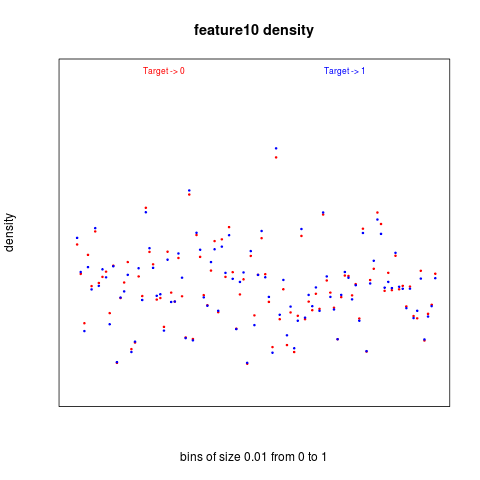 feature10 density
Target -> 0
Target -> 1
density
bins of size 0.01 from 0 to 1